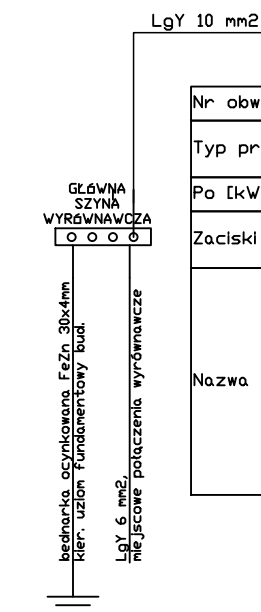 LgY 10 mm2
Nr obw
Typ pr
Po [kW
Zaciski
Nazwa
GŁÓWNA
SZYNA
WYRÓWNAWCZA
bednarka ocynkowana FeZn 30x4mm
kier. uziom fundamentowy bud.
LgY 6 mm2,
miejscowe połączenia wyrównawcze